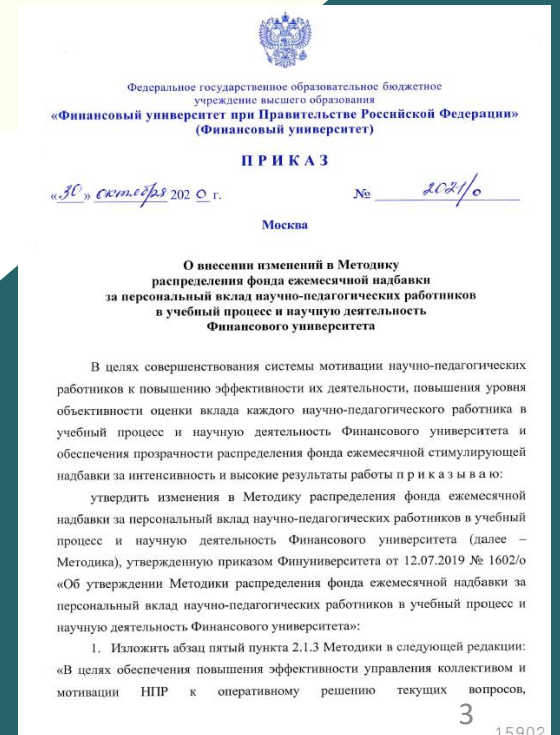 Федеральное государственное образовательное бюджетное
учреждение высшего образования
«Финансовый университет при Правительстве Российской Федерации»
(Финансовый университет)
ПРИКАЗ
«30» октября 2020 г. № 2021/о
Москва
О внесении изменений в Методику
распределения фонда ежемесячной надбавки
за персональный вклад научно-педагогических работников
в учебный процесс и научную деятельность
Финансового университета
В целях совершенствования системы мотивации научно-педагогических
работников к повышению эффективности их деятельности, повышения уровня
объективности оценки вклада каждого научно-педагогического работника в
учебный процесс и научную деятельность Финансового университета и
обеспечения прозрачности распределения фонда ежемесячной стимулирующей
надбавки за интенсивность и высокие результаты работы п р и к а з ы в а ю:
утвердить изменения в Методику распределения фонда ежемесячной
надбавки за персональный вклад научно-педагогических работников в учебный
процесс и научную деятельность Финансового университета (далее –
Методика), утвержденную приказом Финуниверситета от 12.07.2019 № 1602/о
«Об утверждении Методики распределения фонда ежемесячной надбавки за
персональный вклад научно-педагогических работников в учебный процесс и
научную деятельность Финансового университета»:
1. Изложить абзац пятый пункта 2.1.3 Методики в следующей редакции:
«В целях обеспечения повышения эффективности управления коллективом и
мотивации НПР к оперативному решению текущих вопросов,
3
15902